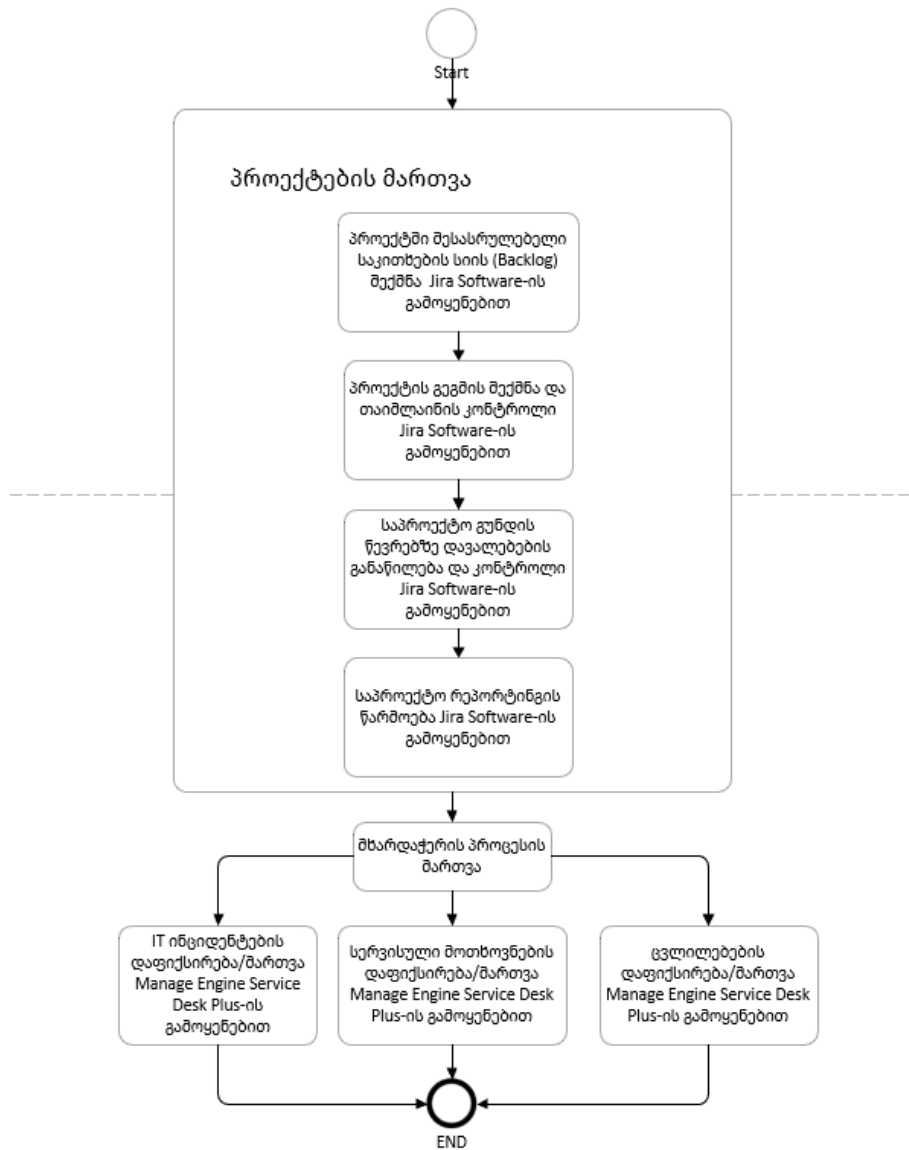 Start
პროექტების მართვა
პროექტში შესასრულებელი
საკითხების სიის (Backlog)
შექმნა Jira Software-ის
გამოყენებით
პროექტის გეგმის შექმნა და
თაიმლაინის კონტროლი
Jira Software-ის
გამოყენებით
საპროექტო გუნდის
წევრებზე დავალებების
განაწილება და კონტროლი
Jira Software-ის
გამოყენებით
საპროექტო რეპორტინგის
წარმოება Jira Software-ის
გამოყენებით
მხარდაჭერის პროცესის
მართვა
IT ინციდენტების
დაფიქსირება/მართვა
Manage Engine Service
Desk Plus-ის
გამოყენებით
სერვისული მოთხოვნების
დაფიქსირება/მართვა
Manage Engine Service Desk
Plus-ის გამოყენებით
ცვლილებების
დაფიქსირება/მართვა
Manage Engine Service Desk
Plus-ის გამოყენებით
END